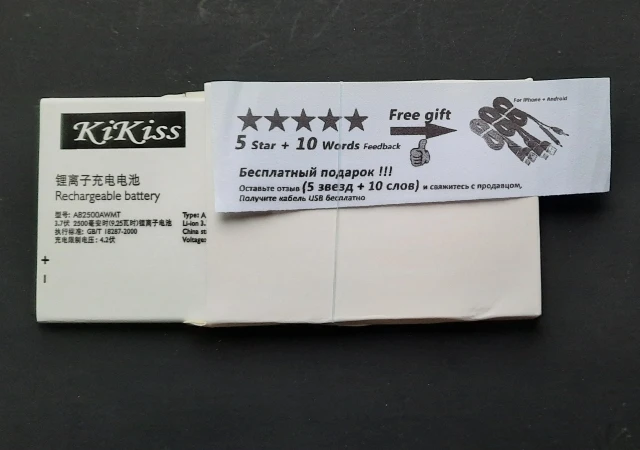 KiKiss
锂离子充电电池
Rechargeable battery
型号: AB2500AWMT
3.7伏 2500毫安时(9.25瓦时)锂离子电池
执行标准: GB/T 18287-2000
充电限制电压: 4.2伏
Type: A
Li-ion 3.
China st
Voltage
+
-
5 Star + 10 Words Feedback
Free gift
For iPhone + Android
Бесплатный подарок !!!
Оставьте отзыв (5 звезд + 10 слов) и свяжитесь с продавцом,
Получите кабель USB бесплатно